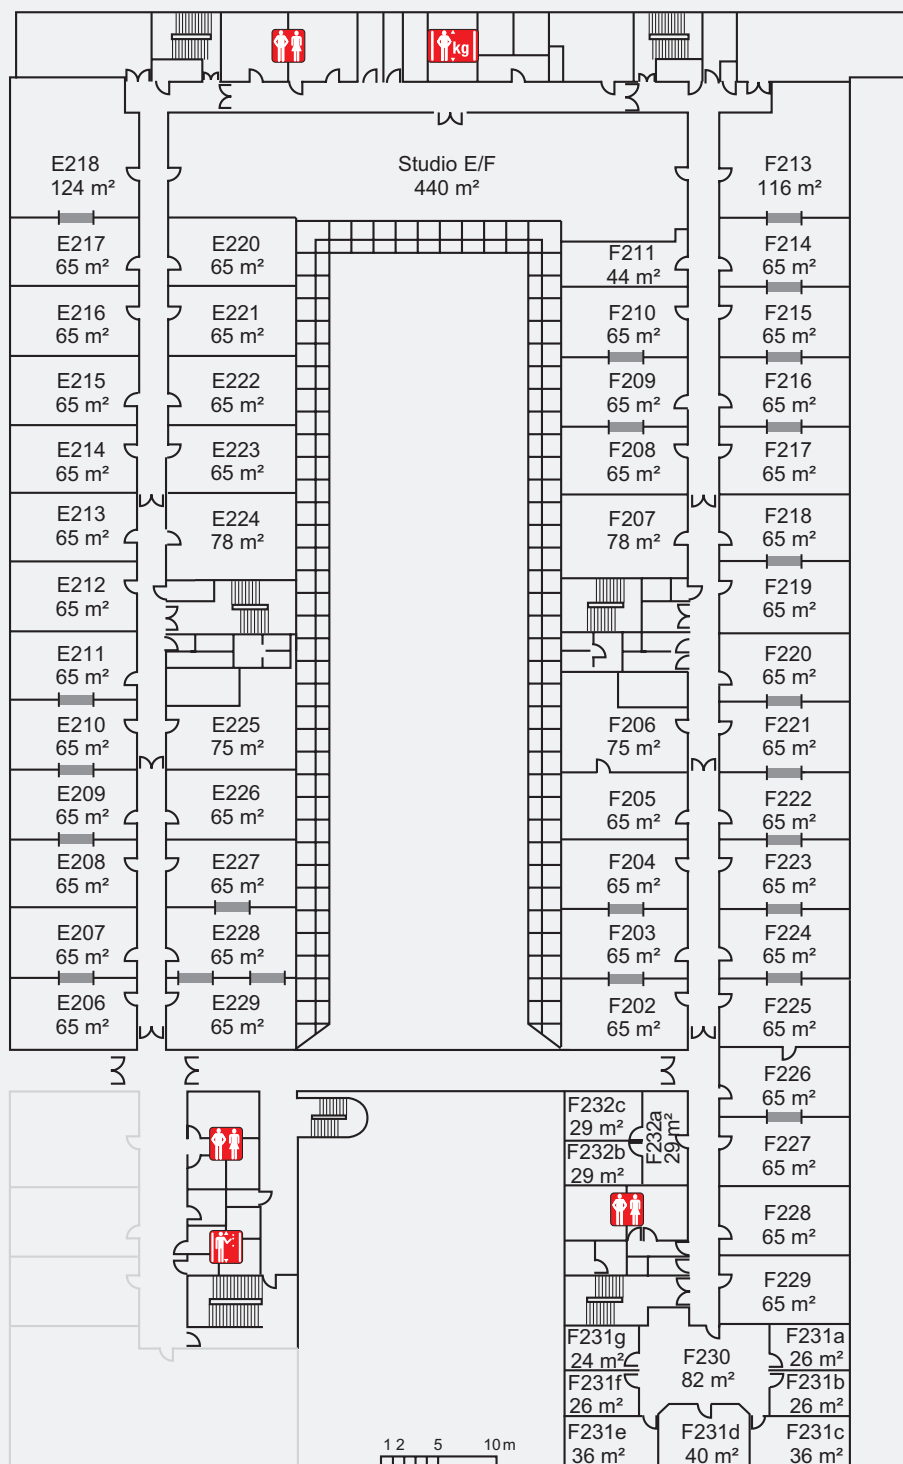 kg
E218
124 m²
Studio E/F
440 m²
F213
116 m²
E217
65 m²
E220
65 m²
F211
44 m²
F214
65 m²
E216
65 m²
E221
65 m²
F210
65 m²
F215
65 m²
E215
65 m²
E222
65 m²
F209
65 m²
F216
65 m²
E214
65 m²
E223
65 m²
F208
65 m²
F217
65 m²
E213
65 m²
E224
78 m²
F207
78 m²
F218
65 m²
E212
65 m²
F219
65 m²
E211
65 m²
F220
65 m²
E210
65 m²
E225
75 m²
F206
75 m²
F221
65 m²
E209
65 m²
E226
65 m²
F205
65 m²
F222
65 m²
E208
65 m²
E227
65 m²
F204
65 m²
F223
65 m²
E207
65 m²
E228
65 m²
F203
65 m²
F224
65 m²
E206
65 m²
E229
65 m²
F202
65 m²
F225
65 m²
F226
65 m²
F232c
29 m²
F232a
29 m²
F232b
29 m²
F227
65 m²
F228
65 m²
F229
65 m²
F231g
24 m²
F230
82 m²
F231a
26 m²
F231f
26 m²
F231b
26 m²
F231e
36 m²
F231d
40 m²
F231c
36 m²
1 2 5 10 m